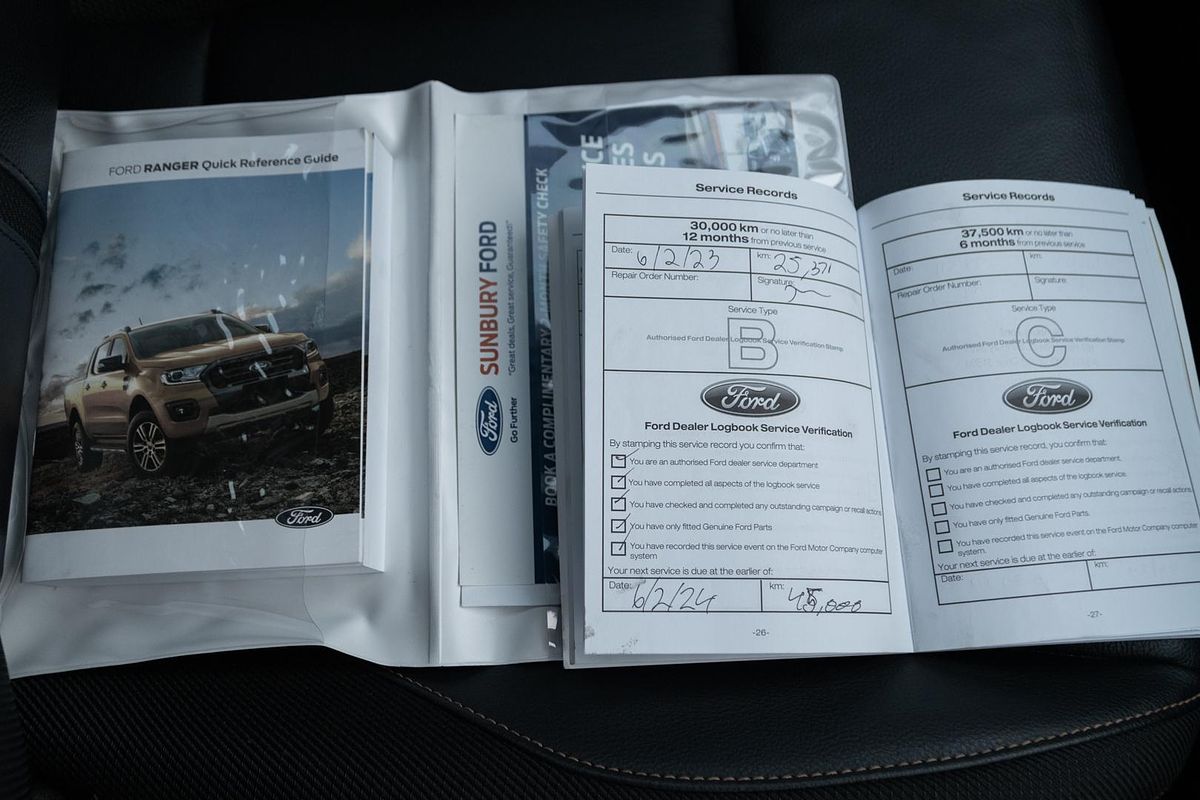 FORD RANGER Quick Reference Guide
Ford
SUNBURY FORD
"Great deals, Great service, Guaranteed!"
Ford
Go Further
BOOK A COMPLIMENTARY
SAFETY CHECK
Service Records
30,000 km or no later than
12 months from previous service
Date: 6/2/23
km: 25,371
Repair Order Number:
Signature:
Service Type
B
Authorised Ford Dealer Logbook Service Verification Stamp
Ford
Ford Dealer Logbook Service Verification
By stamping this service record you confirm that:
You are an authorised Ford dealer service department
You have completed all aspects of the logbook service
You have checked and completed any outstanding campaign or recall actions
You have only fitted Genuine Ford Parts
You have recorded this service event on the Ford Motor Company computer
system
Your next service is due at the earlier of:
Date: 6/2/24
km: 45,000
-26-
Service Records
37,500 km or no later than
6 months from previous service
Date:
km:
Repair Order Number:
Signature:
Service Type
C
Authorised Ford Dealer Logbook Service Verification Stamp
Ford
Ford Dealer Logbook Service Verification
By stamping this service record, you confirm that:
You are an authorised Ford dealer service department.
You have completed all aspects of the logbook service.
You have checked and completed any outstanding campaign or recall actions
You have only fitted Genuine Ford Parts.
You have recorded this service event on the Ford Motor Company computer
system.
Your next service is due at the earlier of:
Date:
km:
-27-